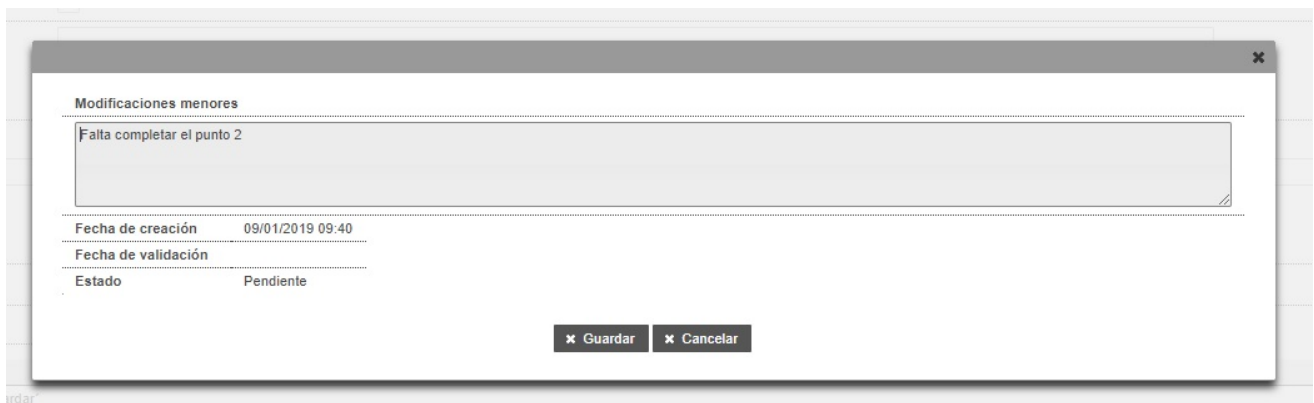 Modificaciones menores
Falta completar el punto 2
Fecha de creación 09/01/2019 09:40
Fecha de validación
Estado Pendiente
Guardar Cancelar
ardar